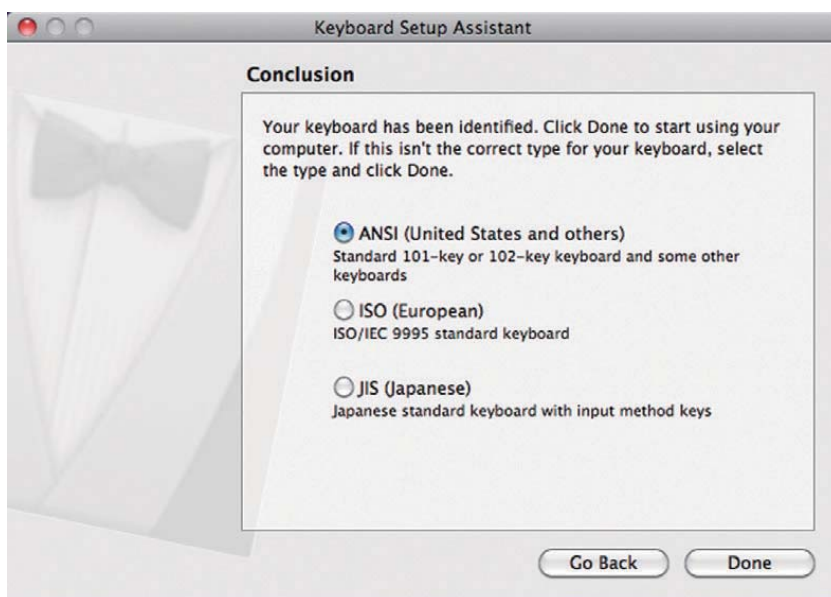 Keyboard Setup Assistant
Conclusion
Your keyboard has been identified. Click Done to start using your
computer. If this isn't the correct type for your keyboard, select
the type and click Done.
ANSI (United States and others)
Standard 101-key or 102-key keyboard and some other
keyboards
ISO (European)
ISO/IEC 9995 standard keyboard
JIS (Japanese)
Japanese standard keyboard with input method keys
Go Back
Done